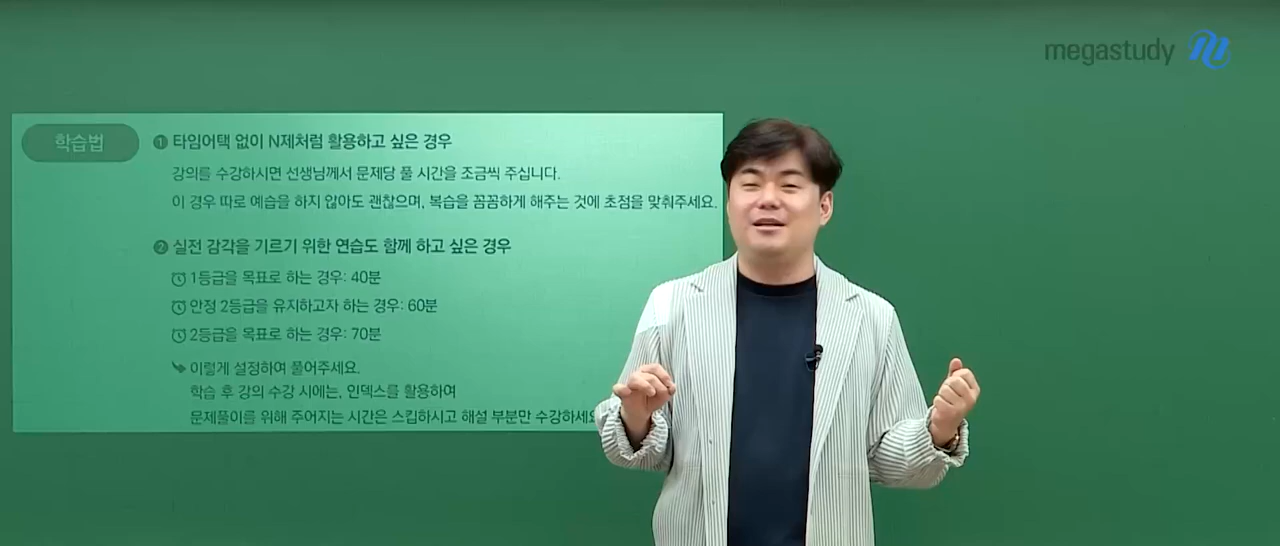 megastudy
학습법
1 타임어택 없이 N제처럼 활용하고 싶은 경우
강의를 수강하시면 선생님께서 문제당 풀 시간을 조금씩 주십니다.
이 경우 따로 예습을 하지 않아도 괜찮으며, 복습을 꼼꼼하게 해주는 것에 초점을 맞춰주세요.
2 실전 감각을 기르기 위한 연습도 함께 하고 싶은 경우
1등급을 목표로 하는 경우: 40분
안정 2등급을 유지하고자 하는 경우: 60분
2등급을 목표로 하는 경우: 70분
이렇게 설정하여 풀어주세요.
학습 후 강의 수강 시에는, 인덱스를 활용하여
문제풀이를 위해 주어지는 시간은 스킵하시고 해설 부분만 수강하세요